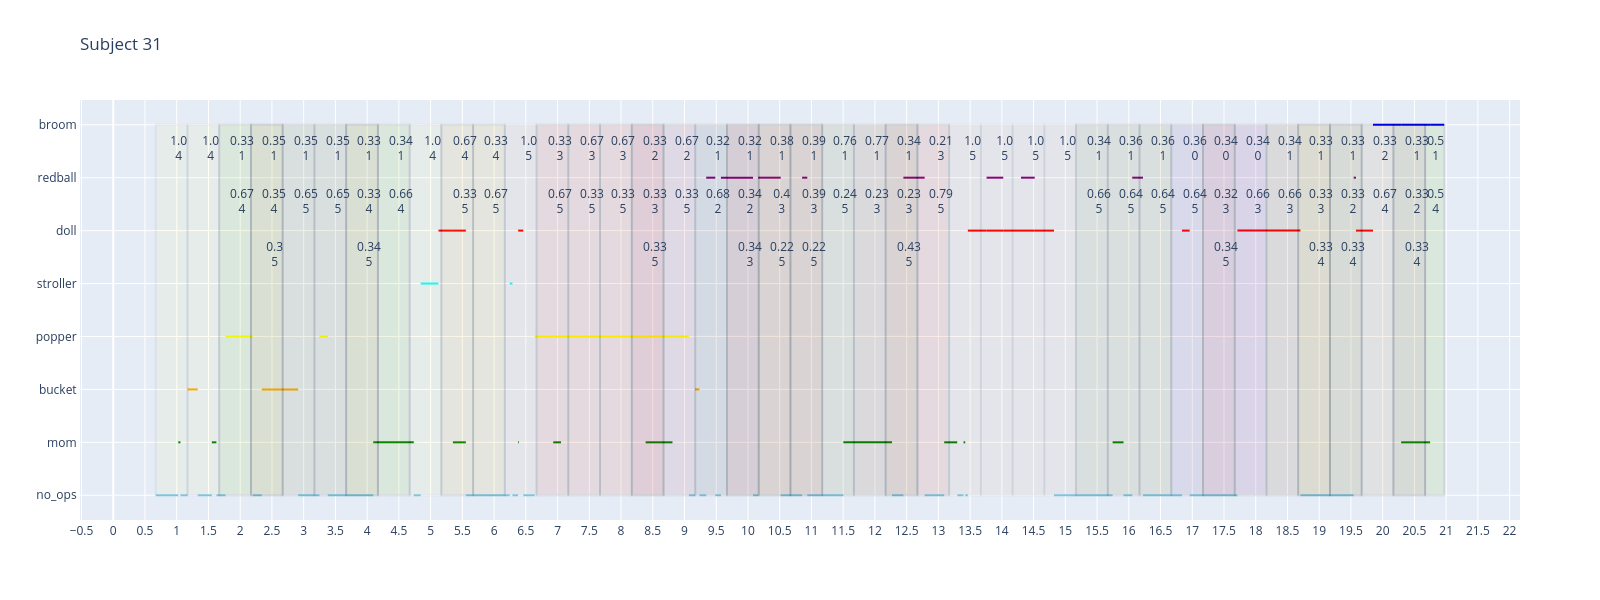 Subject 31
broom
1.0 1.0 0.33 0.35 0.35 0.35 0.33 0.34 1.0 0.67 0.33 1.0 0.33 0.67 0.67 0.33 0.67 0.32 0.32 0.38 0.39 0.76 0.77 0.34 0.21 1.0 1.0 1.0 1.0 0.34 0.36 0.36 0.36 0.34 0.34 0.34 0.33 0.33 0.33 0.33 0.5
4 4 1 1 1 1 1 1 4 4 4 5 3 3 3 2 2 1 1 1 1 1 1 1 3 5 5 5 5 1 1 1 0 0 0 1 1 1 2 1 1
redball
0.67 0.35 0.65 0.65 0.33 0.66 0.33 0.67 0.67 0.33 0.33 0.33 0.33 0.68 0.34 0.4 0.39 0.24 0.23 0.23 0.79 0.66 0.64 0.64 0.64 0.32 0.66 0.66 0.33 0.33 0.67 0.33 0.5
4 4 5 5 4 4 5 5 5 5 5 3 5 2 2 3 3 5 3 3 5 5 5 5 5 3 3 3 3 2 4 2 4
doll
0.3 0.34 0.33 0.34 0.22 0.22 0.43 0.34 0.33 0.33 0.33
5 5 5 3 5 5 5 5 4 4 4
stroller
popper
bucket
mom
no_ops
−0.5 0 0.5 1 1.5 2 2.5 3 3.5 4 4.5 5 5.5 6 6.5 7 7.5 8 8.5 9 9.5 10 10.5 11 11.5 12 12.5 13 13.5 14 14.5 15 15.5 16 16.5 17 17.5 18 18.5 19 19.5 20 20.5 21 21.5 22